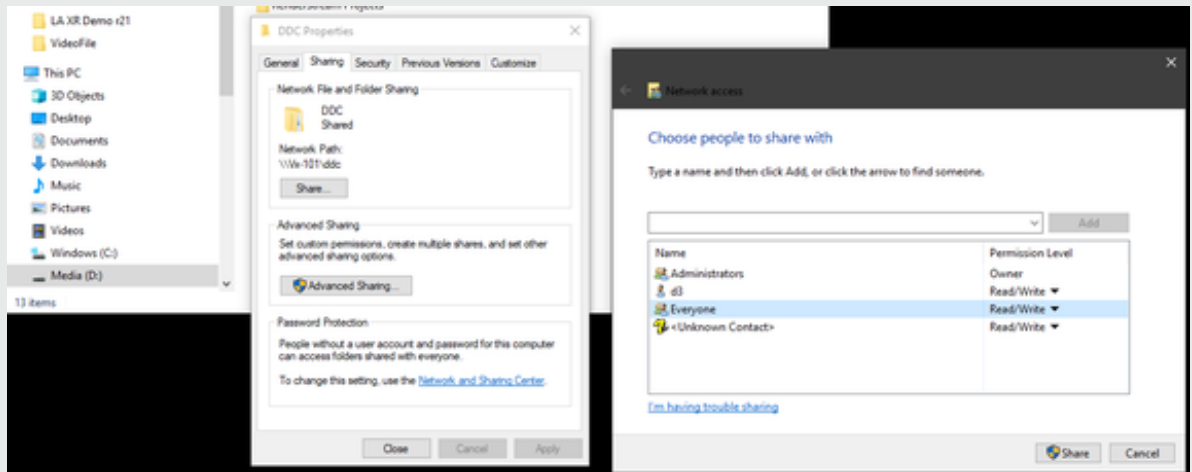 RenderStream Projects
LA XR Demo r21
VideoFile
This PC
3D Objects
Desktop
Documents
Downloads
Music
Pictures
Videos
Windows (C:)
Media (D:)
13 items
DDC Properties
General Sharing Security Previous Versions Customize
Network File and Folder Sharing
DDC
Shared
Network Path:
Share...
Advanced Sharing
Set custom permissions, create multiple shares, and set other
advanced sharing options.
Advanced Sharing...
Password Protection
People without a user account and password for this computer
can access folders shared with everyone.
To change this setting, use the Network and Sharing Center.
Close Cancel Apply
Network access
Choose people to share with
Type a name and then click Add, or click the arrow to find someone.
Add
Name Permission Level
Administrators Owner
d3 Read/Write
Everyone Read/Write
<Unknown Contact> Read/Write
I'm having trouble sharing
Share Cancel